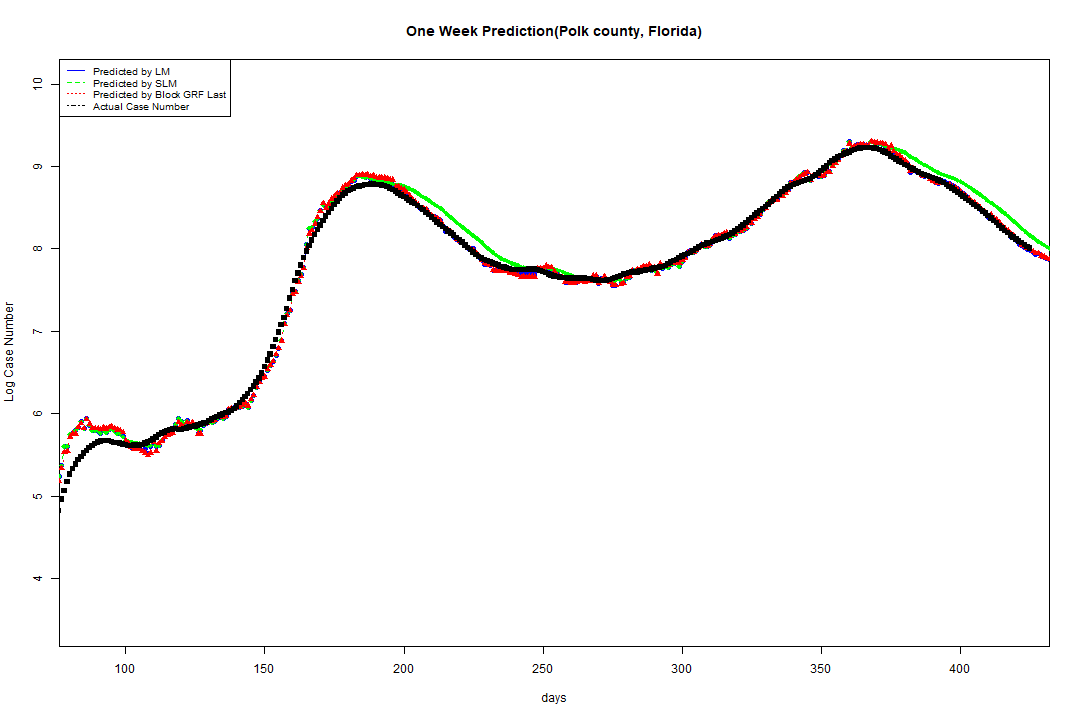 One Week Prediction(Polk county, Florida)
Predicted by LM
Predicted by SLM
Predicted by Block GRF Last
Actual Case Number
10
9
8
7
6
5
4
Log Case Number
100 150 200 250 300 350 400
days